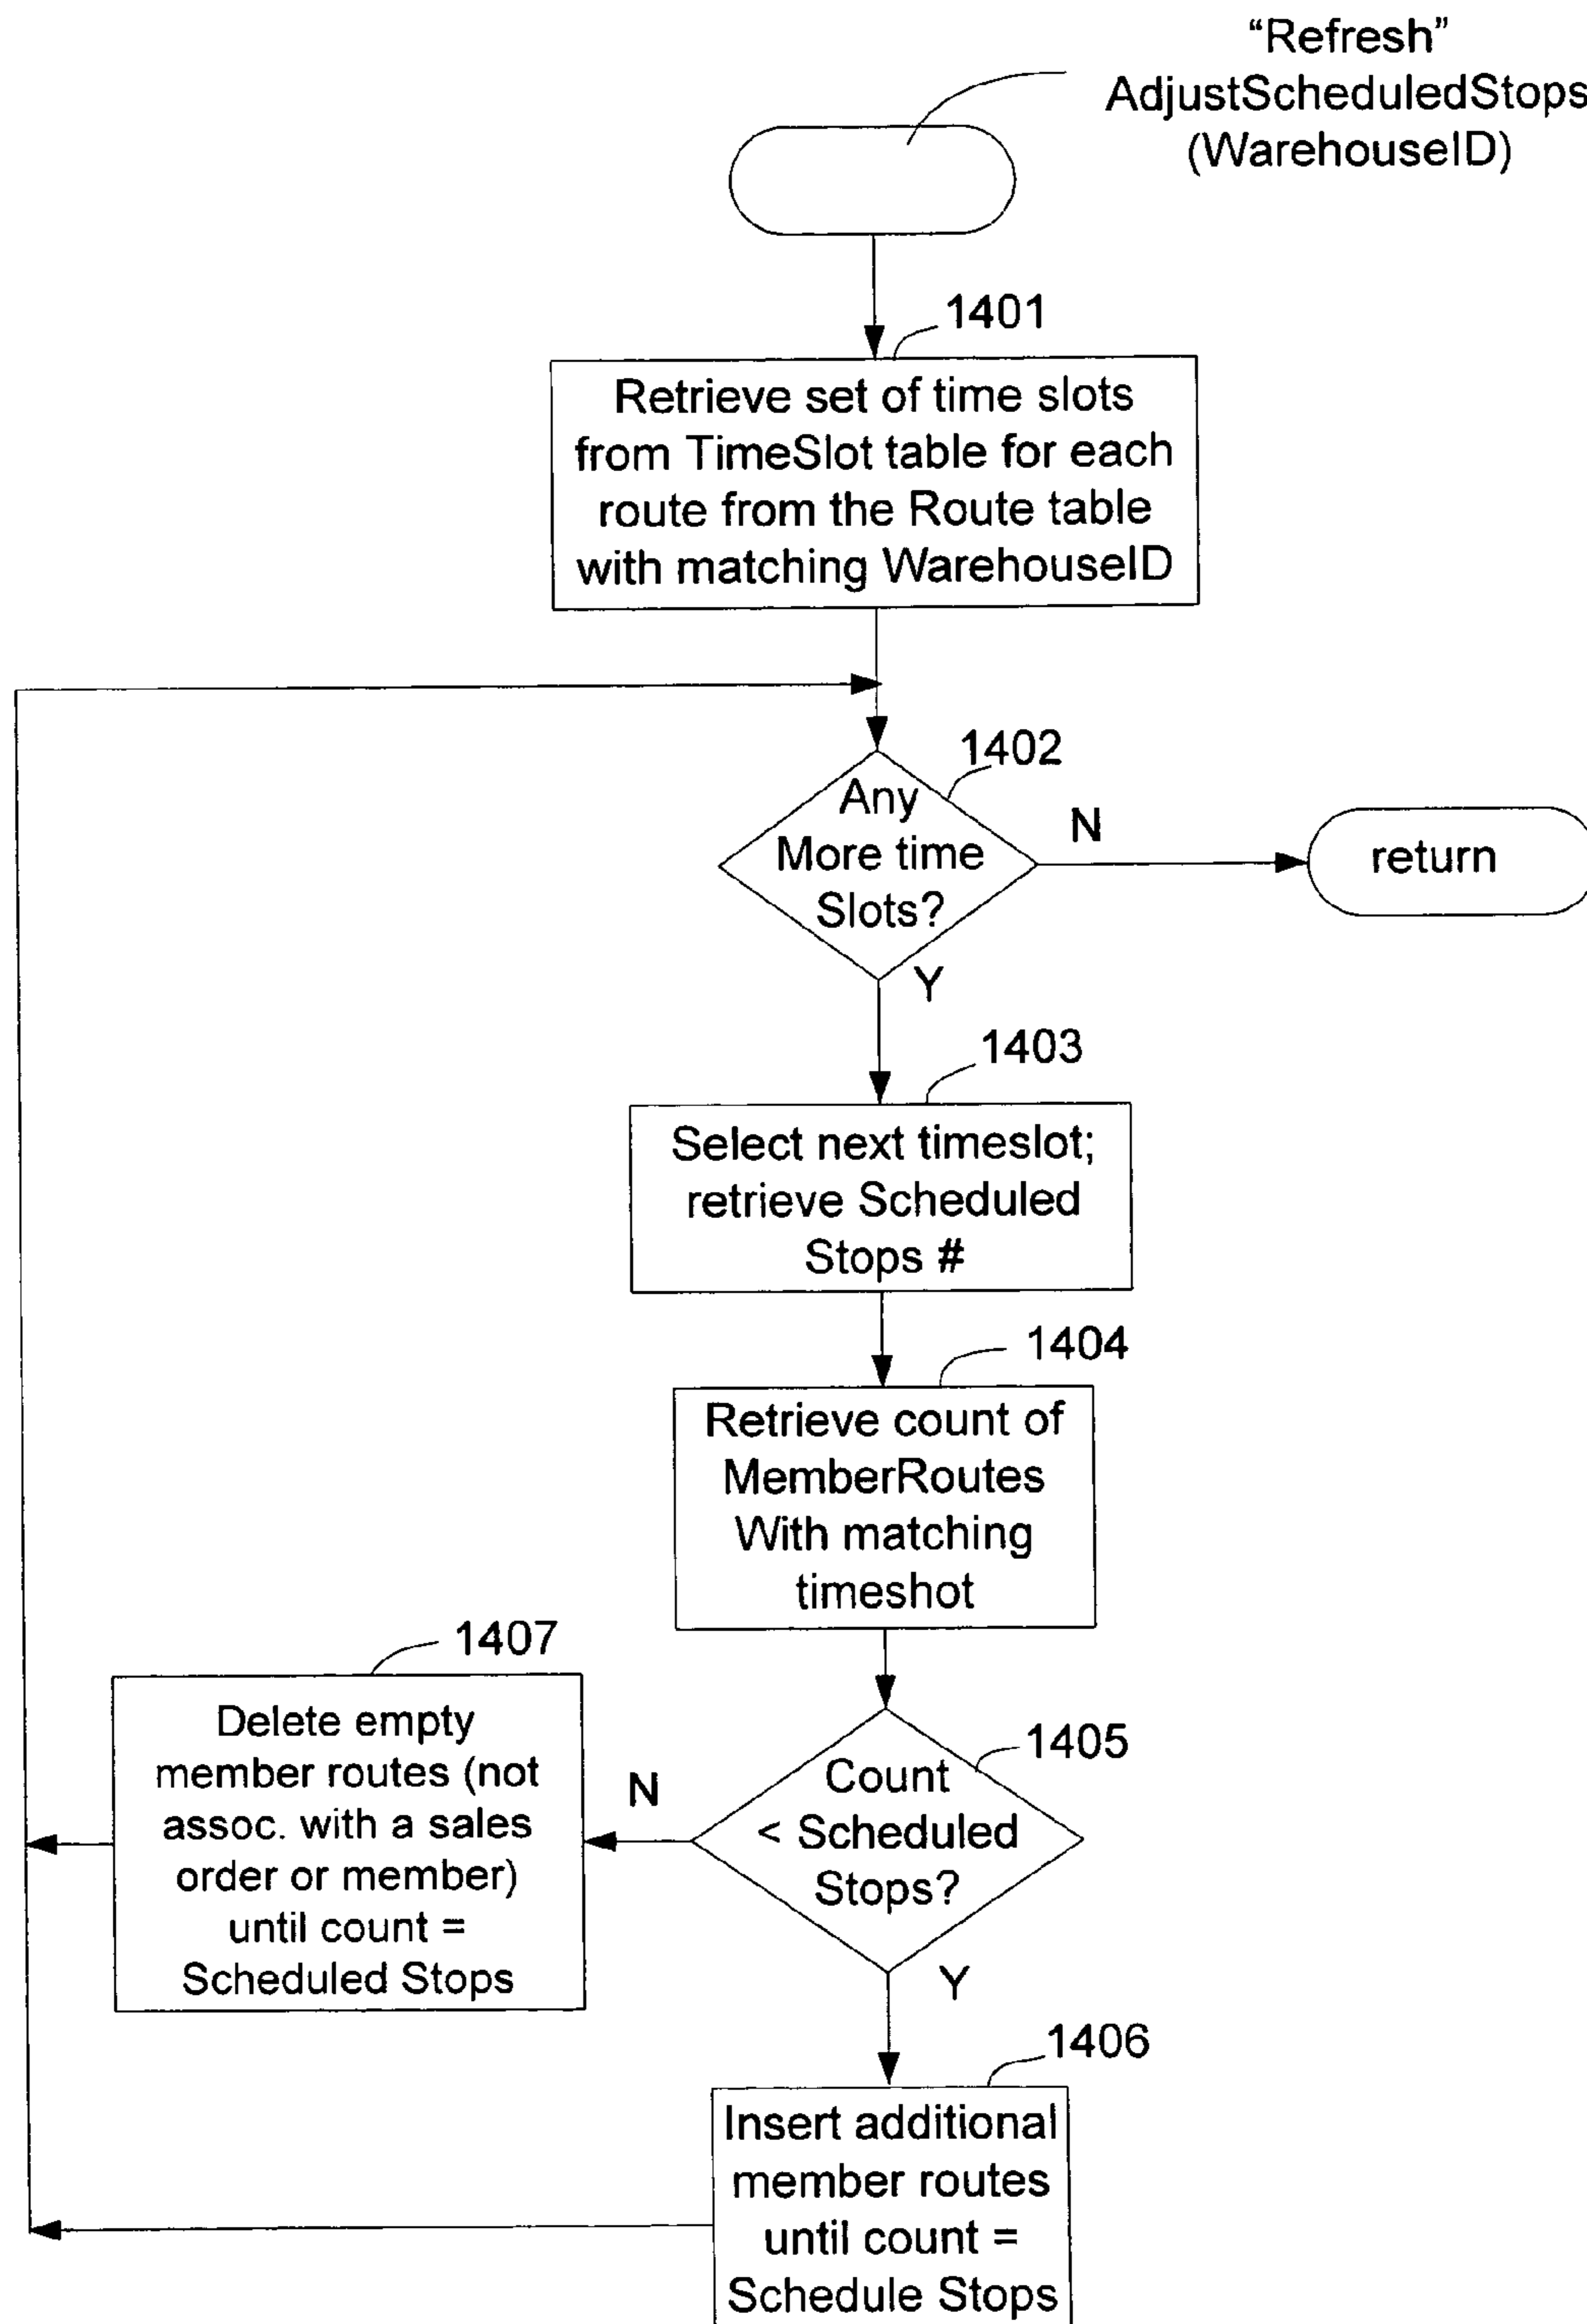 “Refresh”
AdjustScheduledStops
(WarehouseID)
1401
Retrieve set of time slots
from TimeSlot table for each
route from the Route table
with matching WarehouseID
1402
Any
More time
Slots?
N
return
Y
1403
Select next timeslot;
retrieve Scheduled
Stops #
1404
Retrieve count of
MemberRoutes
With matching
timeshot
1405
Count
< Scheduled
Stops?
N
1407
Delete empty
member routes (not
assoc. with a sales
order or member)
until count =
Scheduled Stops
Y
1406
Insert additional
member routes
until count =
Schedule Stops